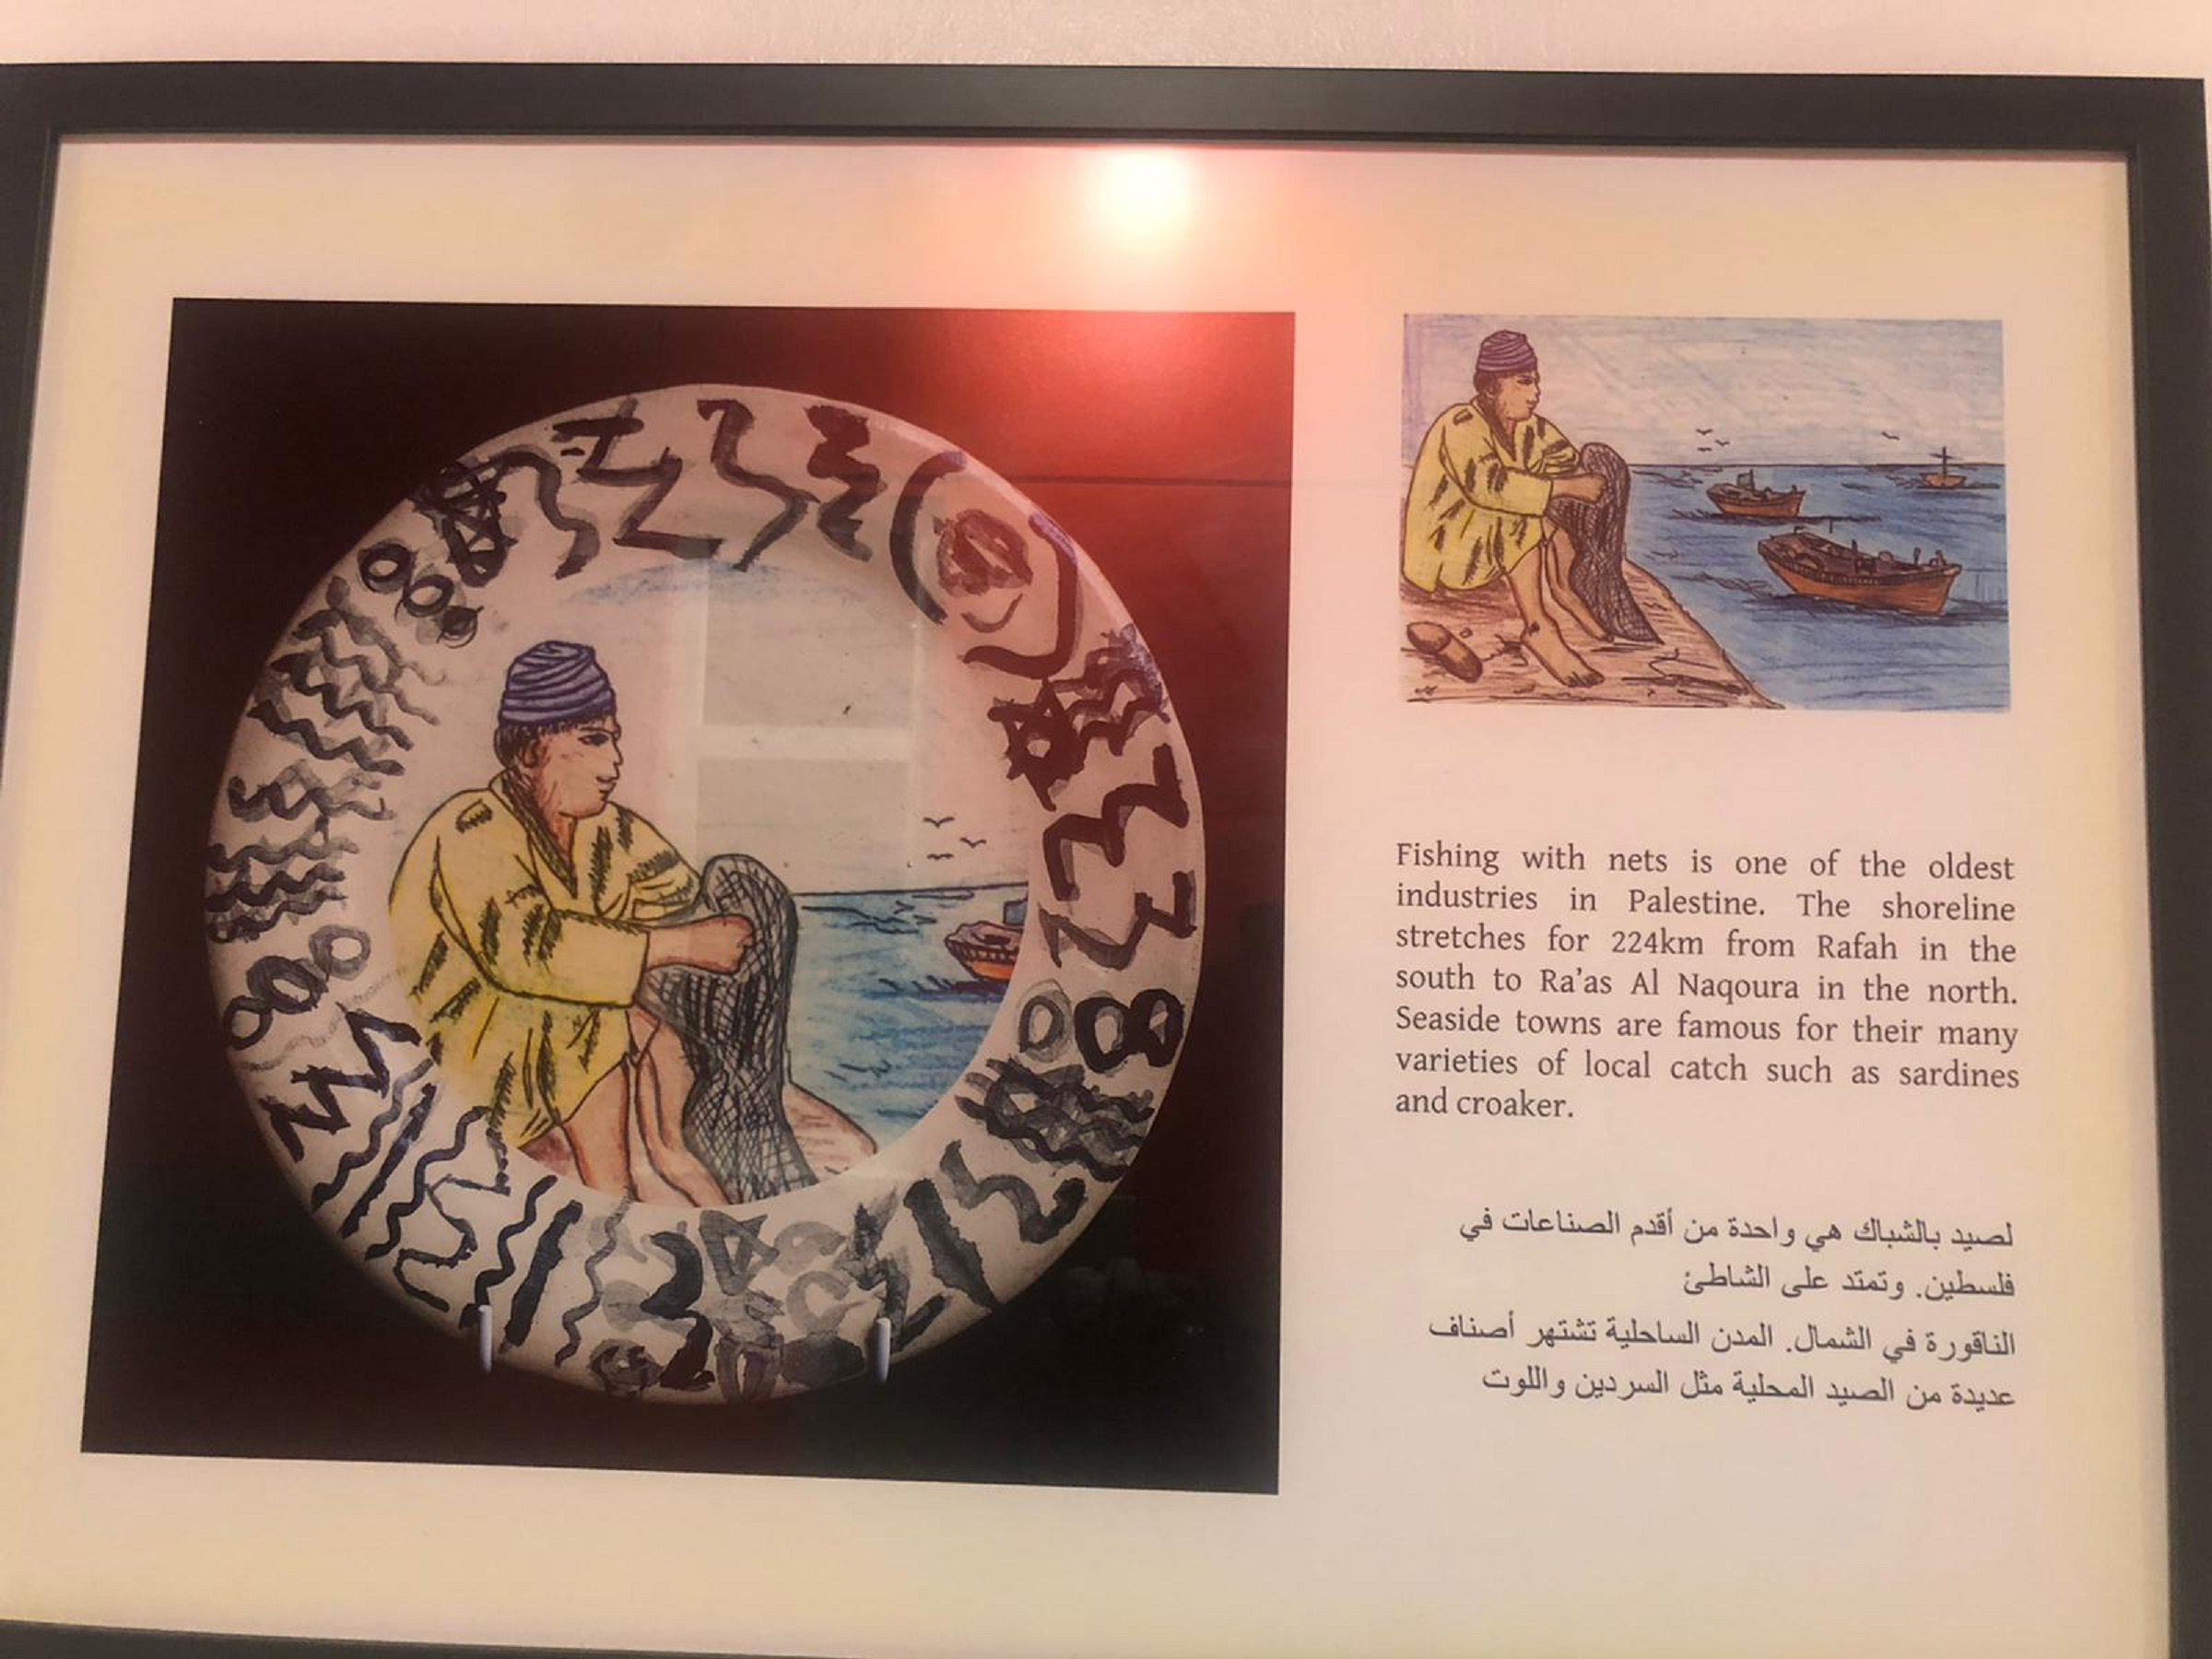 Fishing with nets is one of the oldest
industries in Palestine. The shoreline
stretches for 224km from Rafah in the
south to Ra'as Al Naqoura in the north.
Seaside towns are famous for their many
varieties of local catch such as sardines
and croaker.
لصيد بالشباك هي واحدة من أقدم الصناعات في
فلسطين. وتمتد على الشاطئ
الناقورة في الشمال. المدن الساحلية تشتهر أصناف
عديدة من الصيد المحلية مثل السردين واللوت